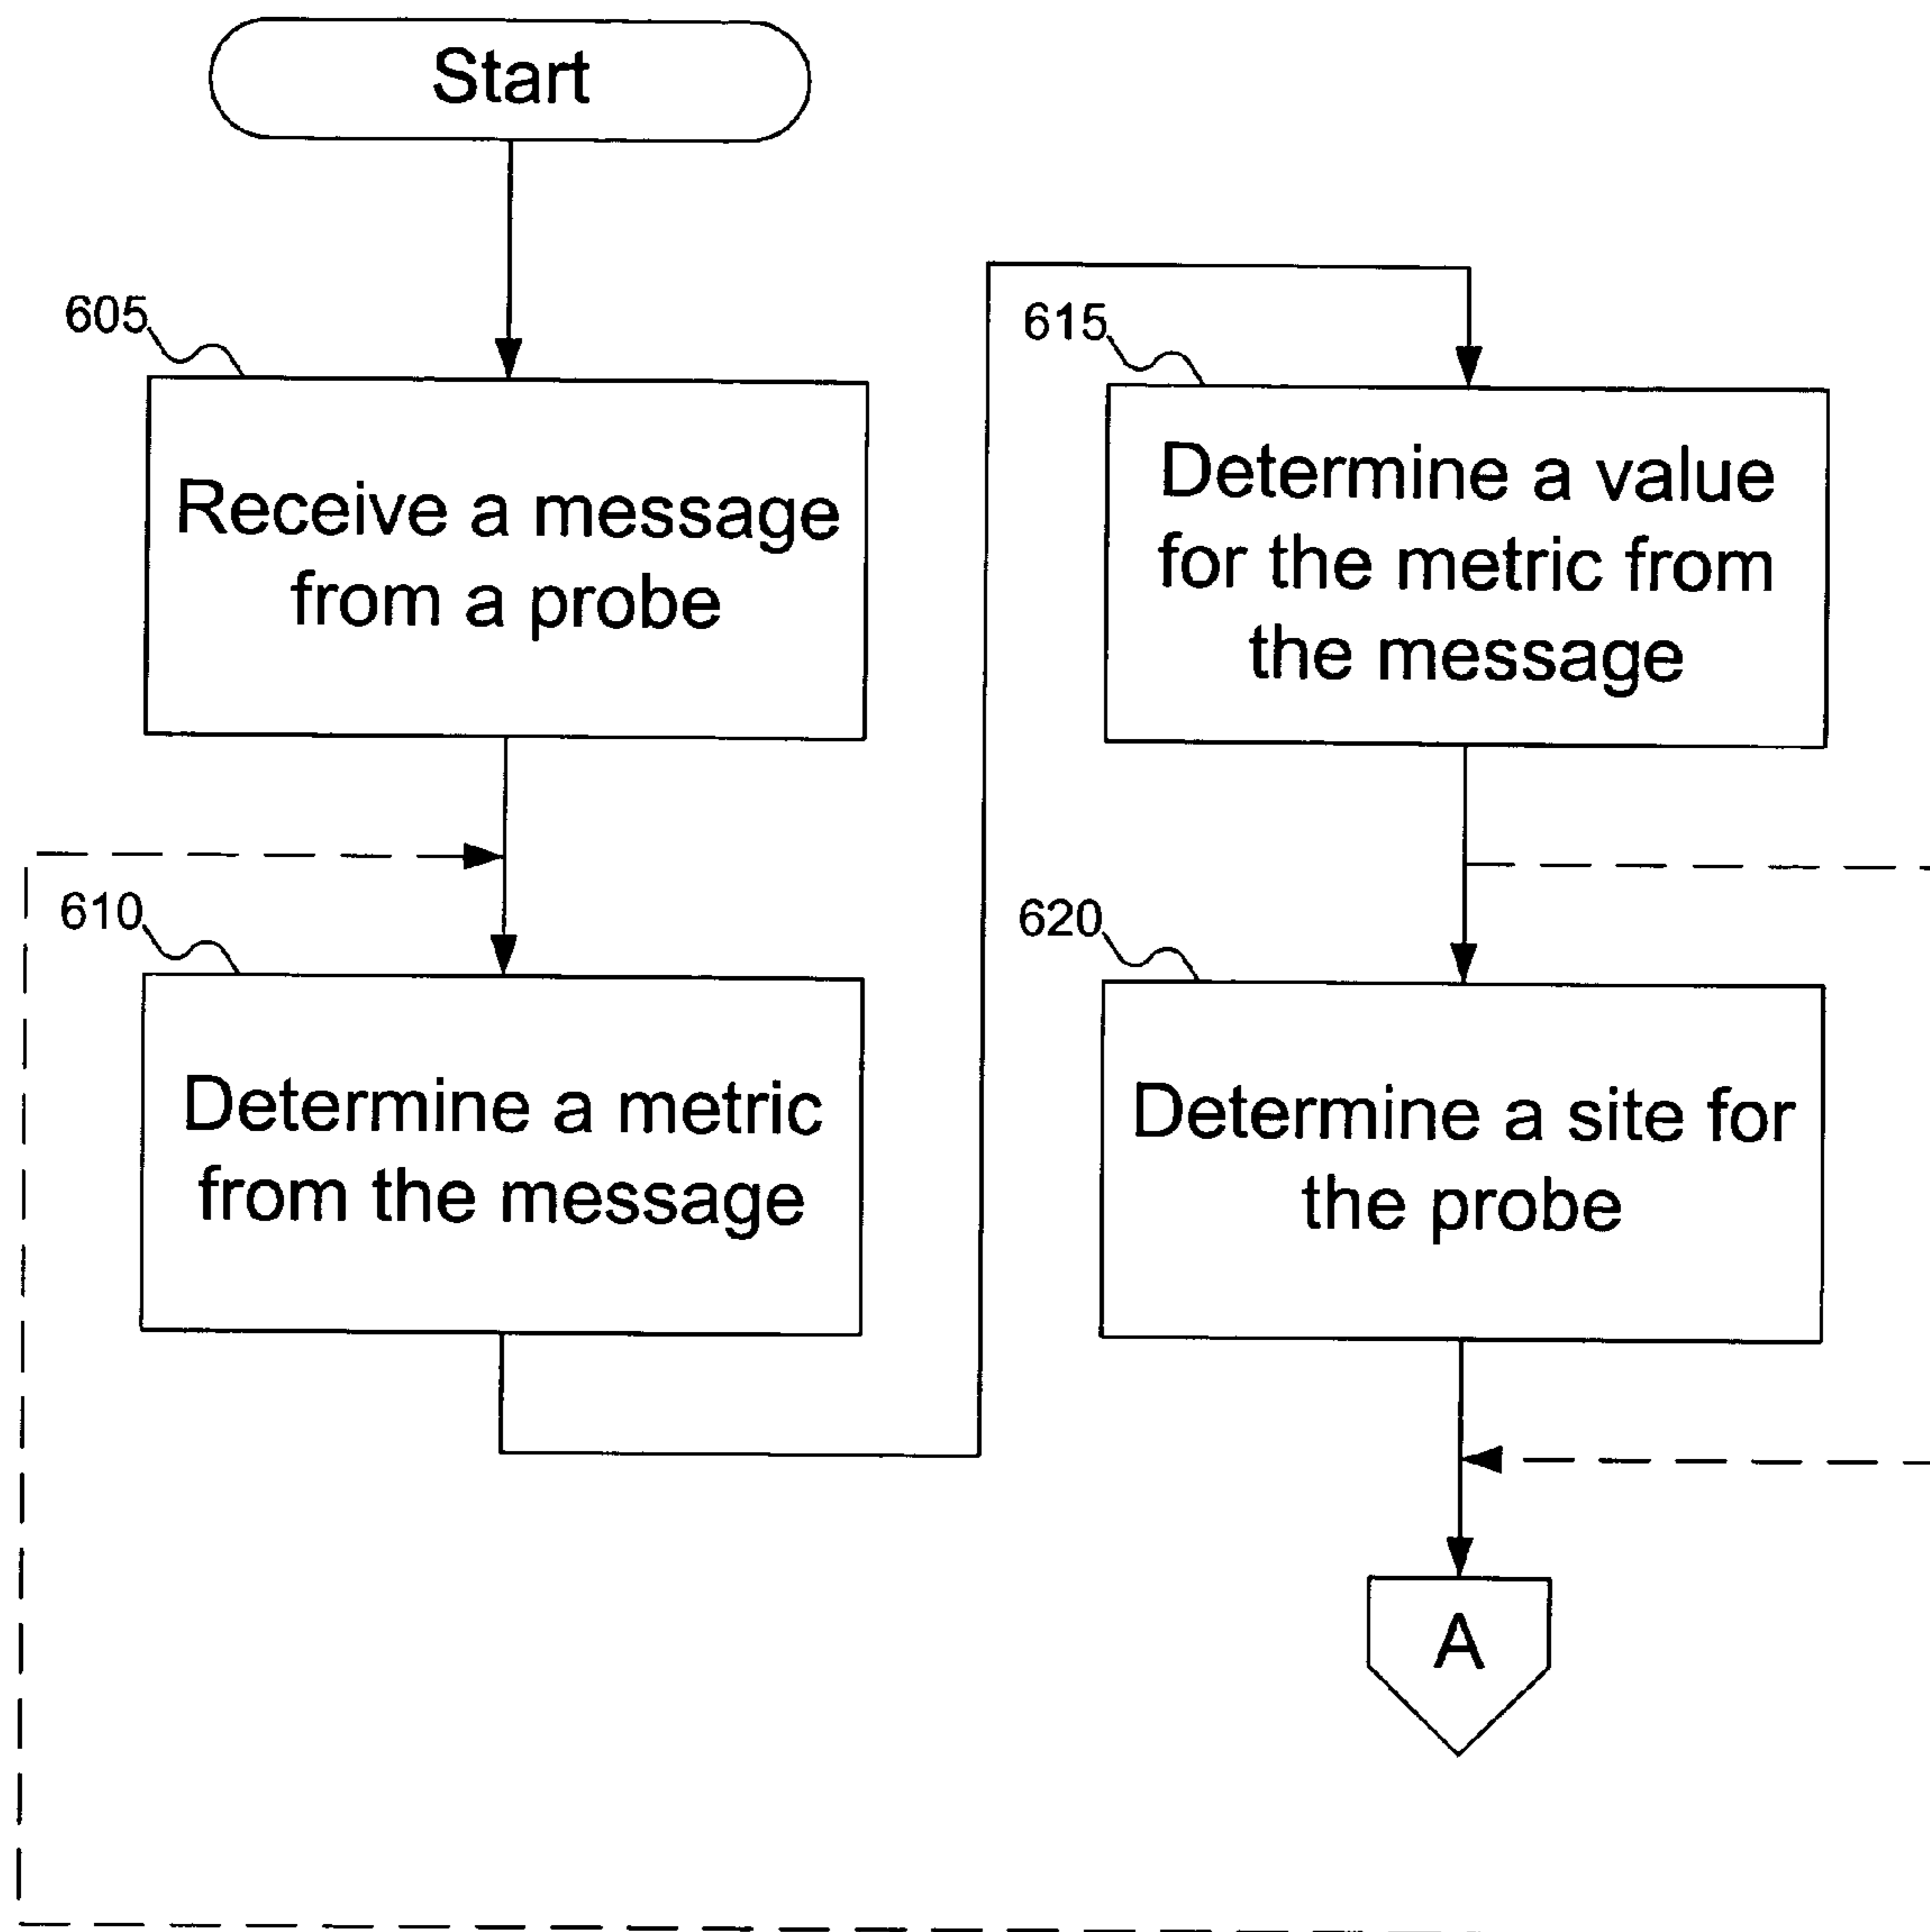 Start
605
Receive a message
from a probe
610
Determine a metric
from the message
615
Determine a value
for the metric from
the message
620
Determine a site for
the probe
A